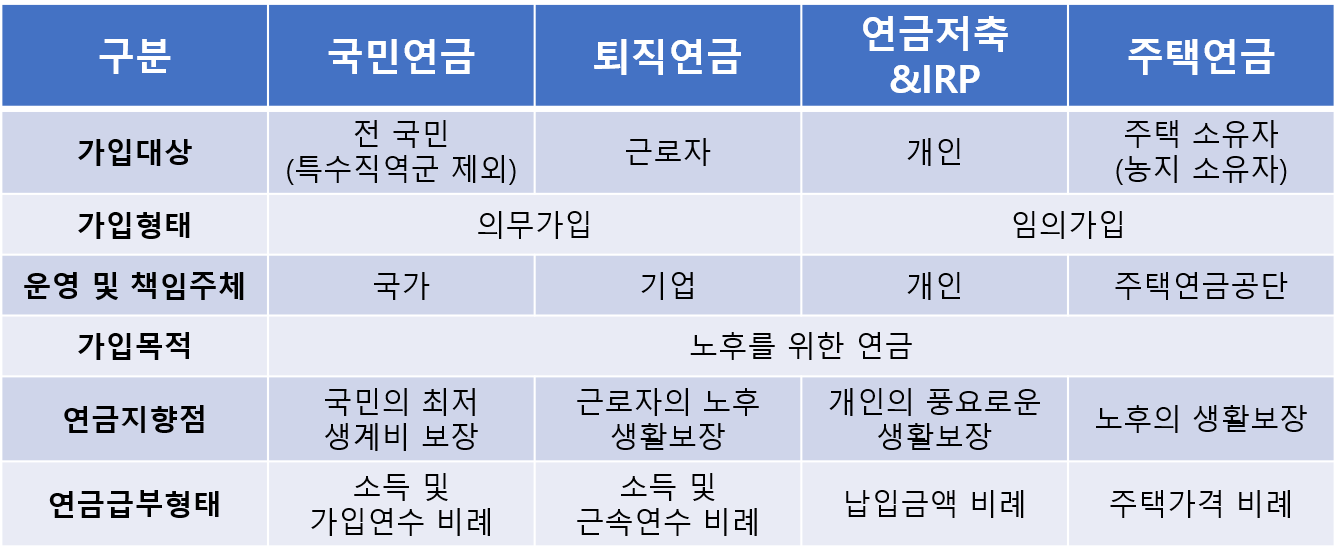 구분
국민연금
퇴직연금
연금저축
&IRP
주택연금
가입대상
전 국민
(특수직역군 제외)
근로자
개인
주택 소유자
(농지 소유자)
가입형태
의무가입
임의가입
운영 및 책임주체
국가
기업
개인
주택연금공단
가입목적
노후를 위한 연금
연금지향점
국민의 최저
생계비 보장
근로자의 노후
생활보장
개인의 풍요로운
생활보장
노후의 생활보장
연금급부형태
소득 및
가입연수 비례
소득 및
근속연수 비례
납입금액 비례
주택가격 비례